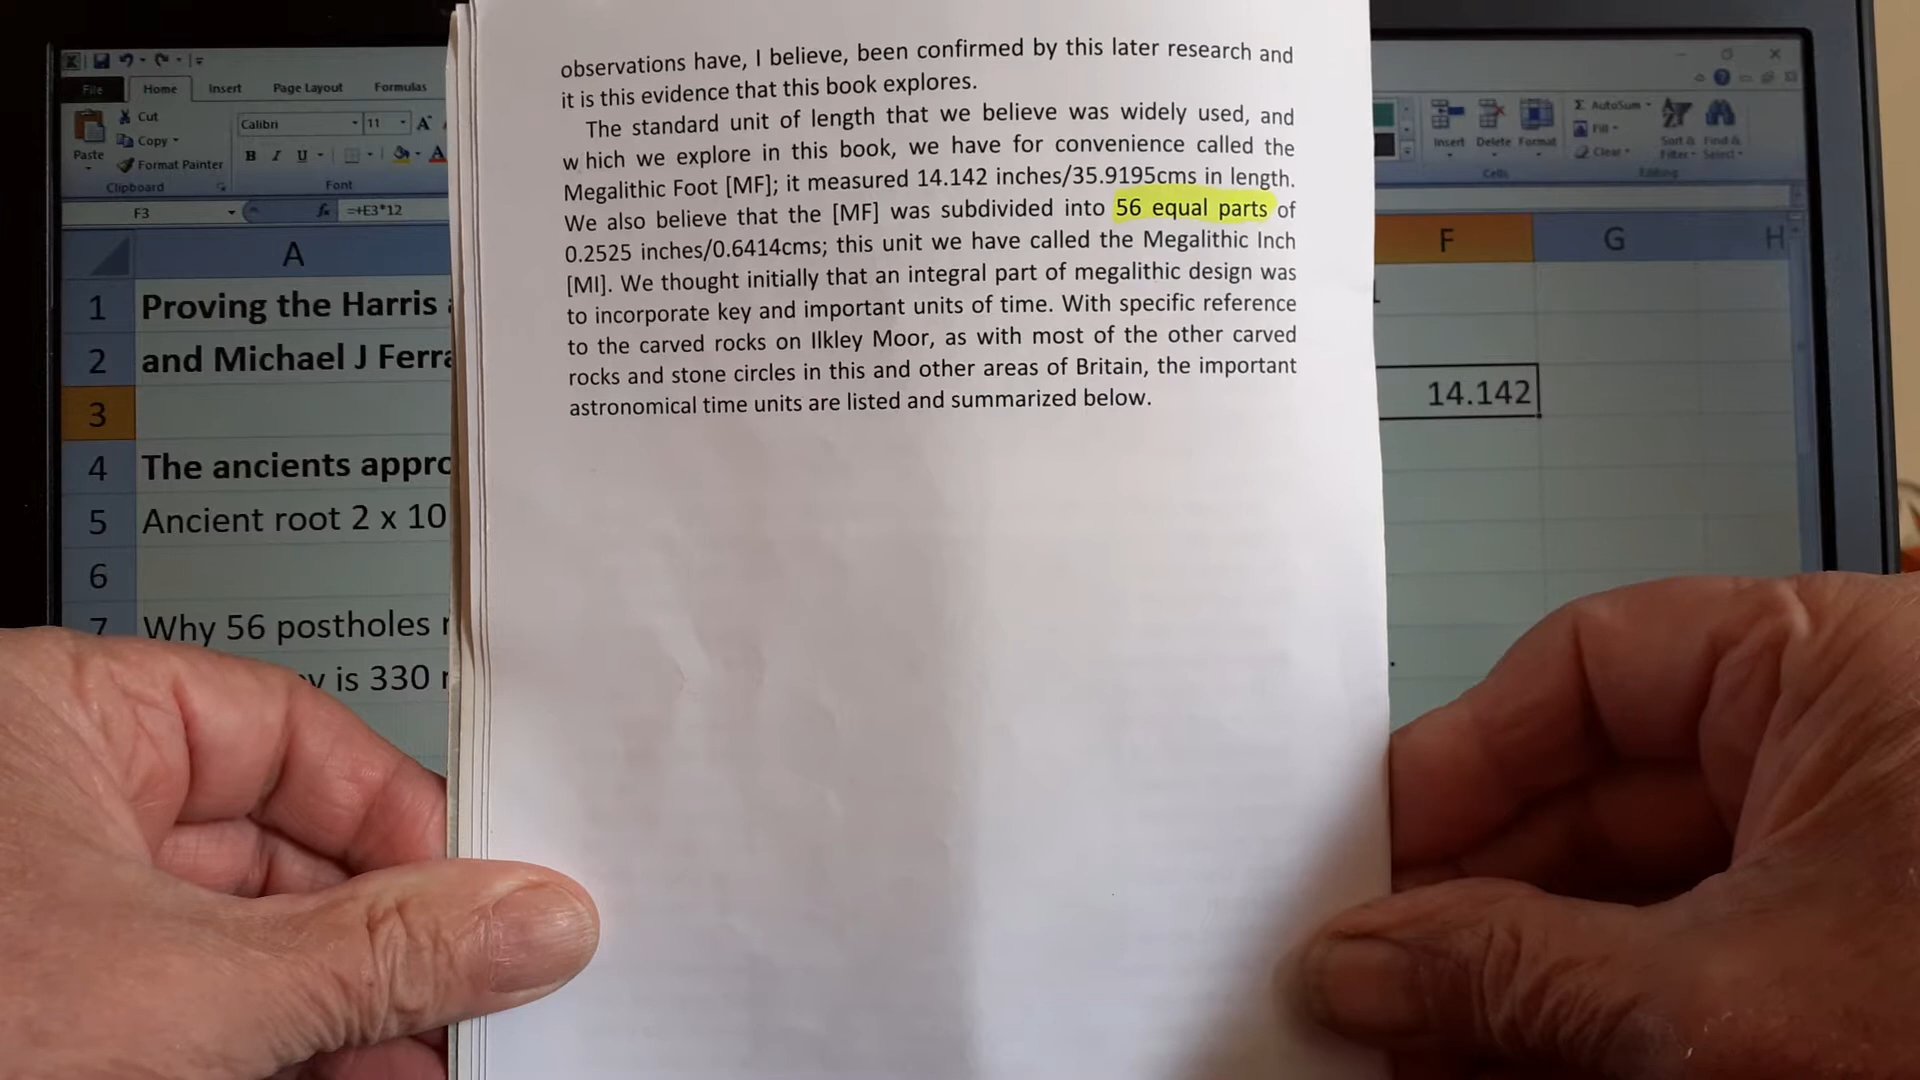 observations have, I believe, been confirmed by this later research and
it is this evidence that this book explores.
The standard unit of length that we believe was widely used, and
w hich we explore in this book, we have for convenience called the
Megalithic Foot [MF]; it measured 14.142 inches/35.9195cms in length.
We also believe that the [MF] was subdivided into 56 equal parts of
0.2525 inches/0.6414cms; this unit we have called the Megalithic Inch
[MI]. We thought initially that an integral part of megalithic design was
to incorporate key and important units of time. With specific reference
to the carved rocks on Ilkley Moor, as with most of the other carved
rocks and stone circles in this and other areas of Britain, the important
astronomical time units are listed and summarized below.
File Home Insert Page Layout Formulas
Cut
Copy
Paste
Format Painter
Clipboard
Calibri 11
B I U
Font
Σ AutoSum
Fill
Clear
Insert Delete Format
Sort & Find &
Filter Select
Cells
Editing
F3 fx =+E3*12
A F G H
1 Proving the Harris
2 and Michael J Ferra
3 14.142
4 The ancients appro
5 Ancient root 2 x 10
6
7 Why 56 postholes
is 330